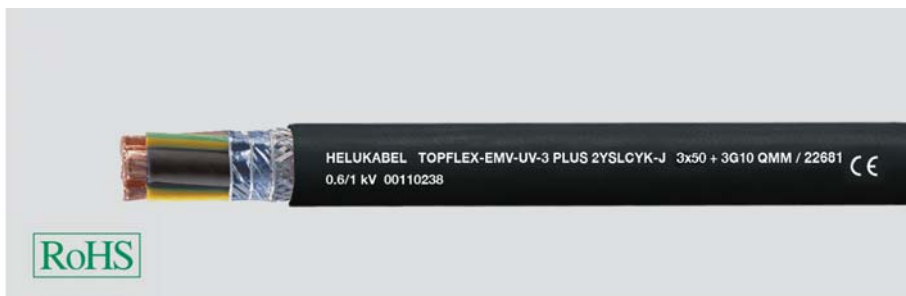 HELUKABEL TOPFLEX-EMV-UV-3 PLUS 2YSLCYK-J 3x50 + 3G10 QMM / 22681 CE
0.6/1 kV 00110238
RoHS